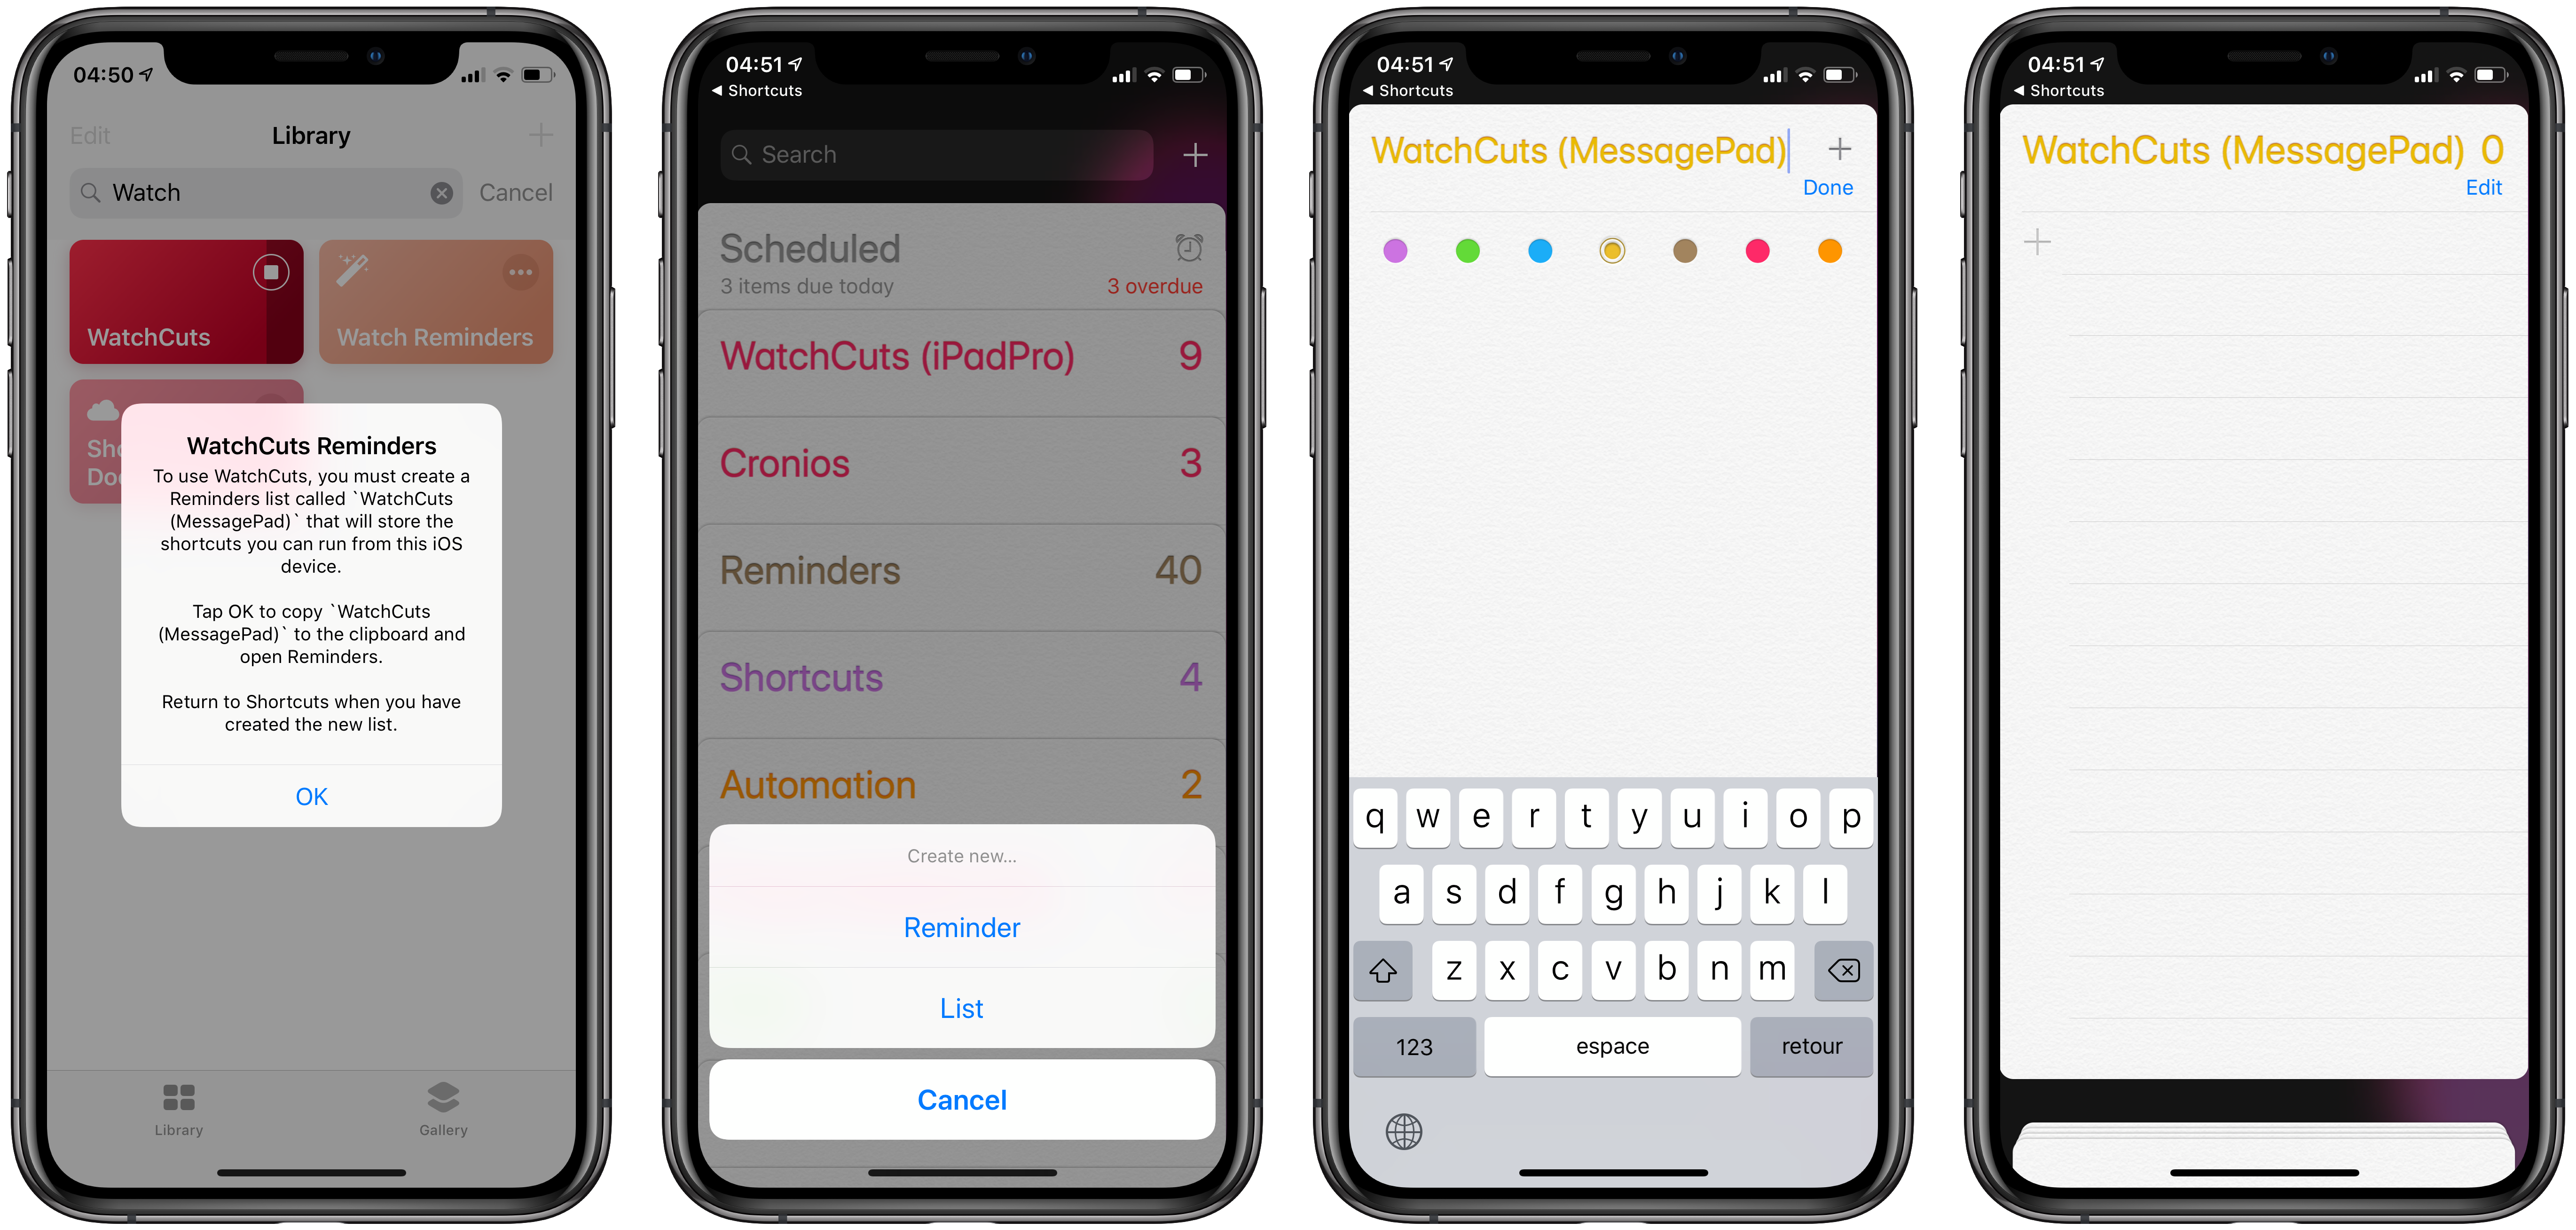 04:50
Edit
Library
Watch
Cancel
WatchCuts
Watch Reminders
WatchCuts Reminders
To use WatchCuts, you must create a
Reminders list called `WatchCuts
(MessagePad)` that will store the
shortcuts you can run from this iOS
device.
Tap OK to copy `WatchCuts
(MessagePad)` to the clipboard and
open Reminders.
Return to Shortcuts when you have
created the new list.
OK
Library
Gallery
04:51
◀ Shortcuts
Search
Scheduled
3 items due today
3 overdue
WatchCuts (iPadPro) 9
Cronios 3
Reminders 40
Shortcuts 4
Automation 2
Create new...
Reminder
List
Cancel
04:51
◀ Shortcuts
WatchCuts (MessagePad)
Done
q w e r t y u i o p
a s d f g h j k l
z x c v b n m
123 espace retour
04:51
◀ Shortcuts
WatchCuts (MessagePad) 0
Edit